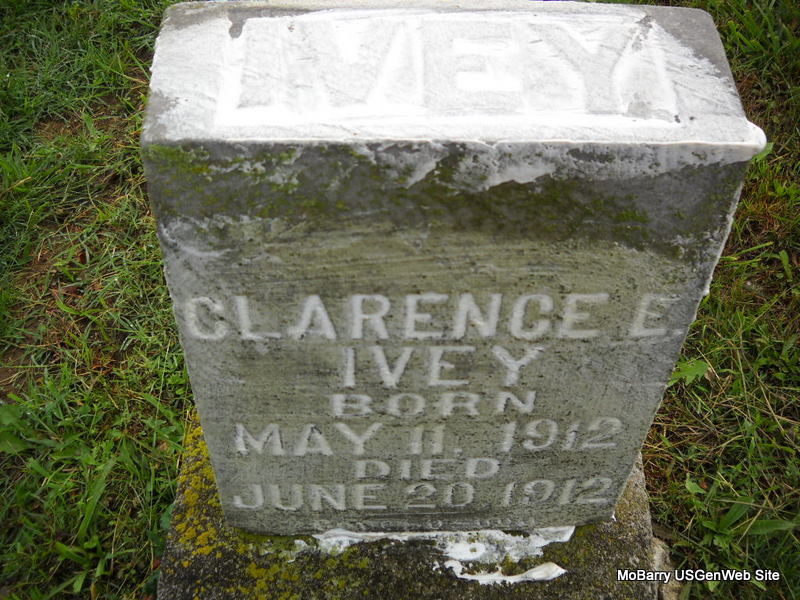 IVEY
CLARENCE E.
IVEY
BORN
MAY 11, 1912
DIED
JUNE 20 1912
MoBarry USGenWeb Site